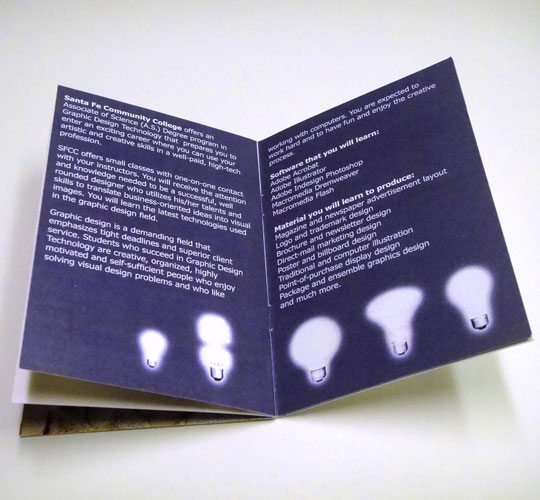 Santa Fe Community College offers an
Associate of Science (A.S.) Degree program in
Graphic Design Technology that prepares you to
enter an exciting career where you can use your
artistic and creative skills in a well-paid, high-tech
profession.
SFCC offers small classes with one-on-one contact
with your instructors. You will receive the attention
and knowledge needed to be a successful, well
rounded designer who utilizes his/her talents and
skills to translate business-oriented ideas into visual
images. You will learn the latest technologies used
in the graphic design field.
Graphic design is a demanding field that
emphasizes tight deadlines and superior client
service. Students who succeed in Graphic Design
Technology are creative, organized, highly
motivated and self-sufficient people who enjoy
solving visual design problems and who like
working with computers. You are expected to
work hard and to have fun and enjoy the creative
process.
Software that you will learn:
Adobe Acrobat
Adobe Illustrator
Adobe Indesign Photoshop
Macromedia Dremweaver
Macromedia Flash
Material you will learn to produce:
Magazine and newspaper advertisement layout
Logo and trademark design
Brochure and newsletter design
Direct-mail marketing design
Poster and billboard design
Traditional and computer illustration
Point-of-purchase display design
Package and ensemble graphics design
and much more.